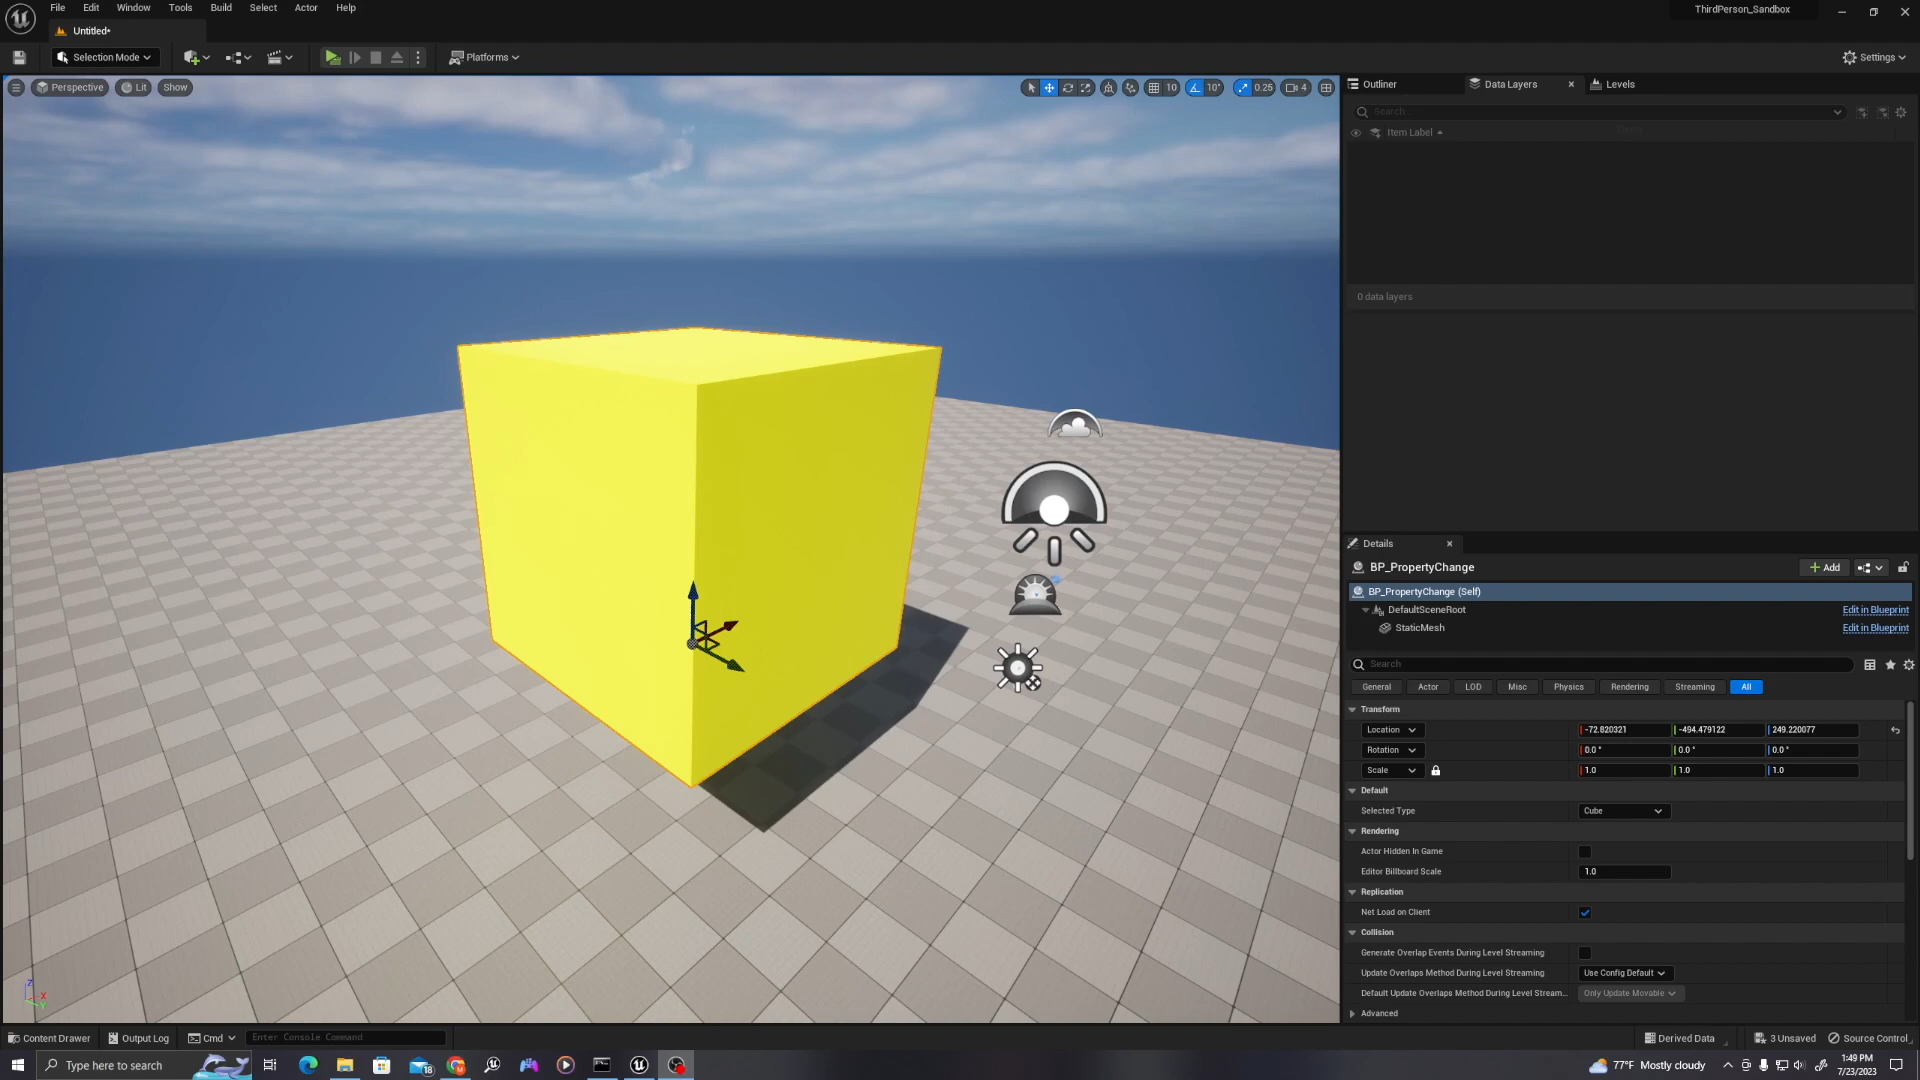 File Edit Window Tools Build Select Actor Help
ThirdPerson_Sandbox
Untitled*
Selection Mode
Platforms
Settings
Perspective Lit Show
10 10° 0.25 4
Outliner Data Layers Levels
Search...
Item Label
0 data layers
Details
BP_PropertyChange
Add
BP_PropertyChange (Self)
DefaultSceneRoot Edit in Blueprint
StaticMesh Edit in Blueprint
Search
General Actor LOD Misc Physics Rendering Streaming All
Transform
Location -72.820321 -494.479122 249.220077
Rotation 0.0 ° 0.0 ° 0.0 °
Scale 1.0 1.0 1.0
Default
Selected Type Cube
Rendering
Actor Hidden In Game
Editor Billboard Scale 1.0
Replication
Net Load on Client
Collision
Generate Overlap Events During Level Streaming
Update Overlaps Method During Level Streaming Use Config Default
Default Update Overlaps Method During Level Stream... Only Update Movable
Advanced
Z X Y
Content Drawer Output Log Cmd Enter Console Command
Derived Data 3 Unsaved Source Control
Type here to search
18
77°F Mostly cloudy
1:49 PM
7/23/2023